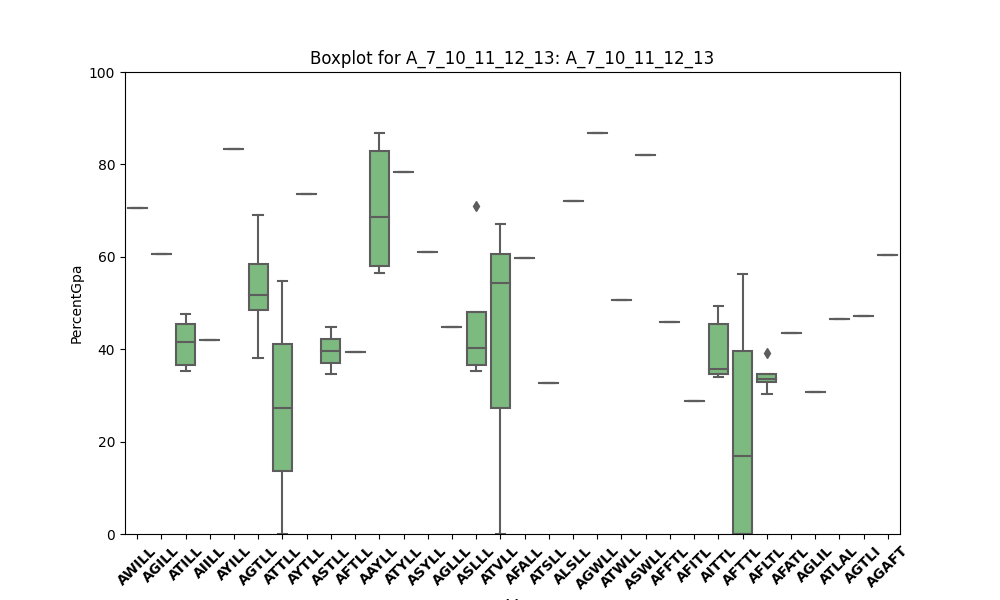 Boxplot for A_7_10_11_12_13: A_7_10_11_12_13
PercentGpa
100
80
60
40
20
0
AWILL AGILL ATILL AIILL AYILL AGTLL ATTLL AYTLL ASTLL AFTLL AAYLL ATYLL ASYLL AGLLL ASLLL ATVLL AFALL ATSLL ALSLL AGWLL ATWLL ASWLL AFFTL AFITL AITTL AFTTL AFLTL AFATL AGLIL ATLAL AGTLI AGAFT